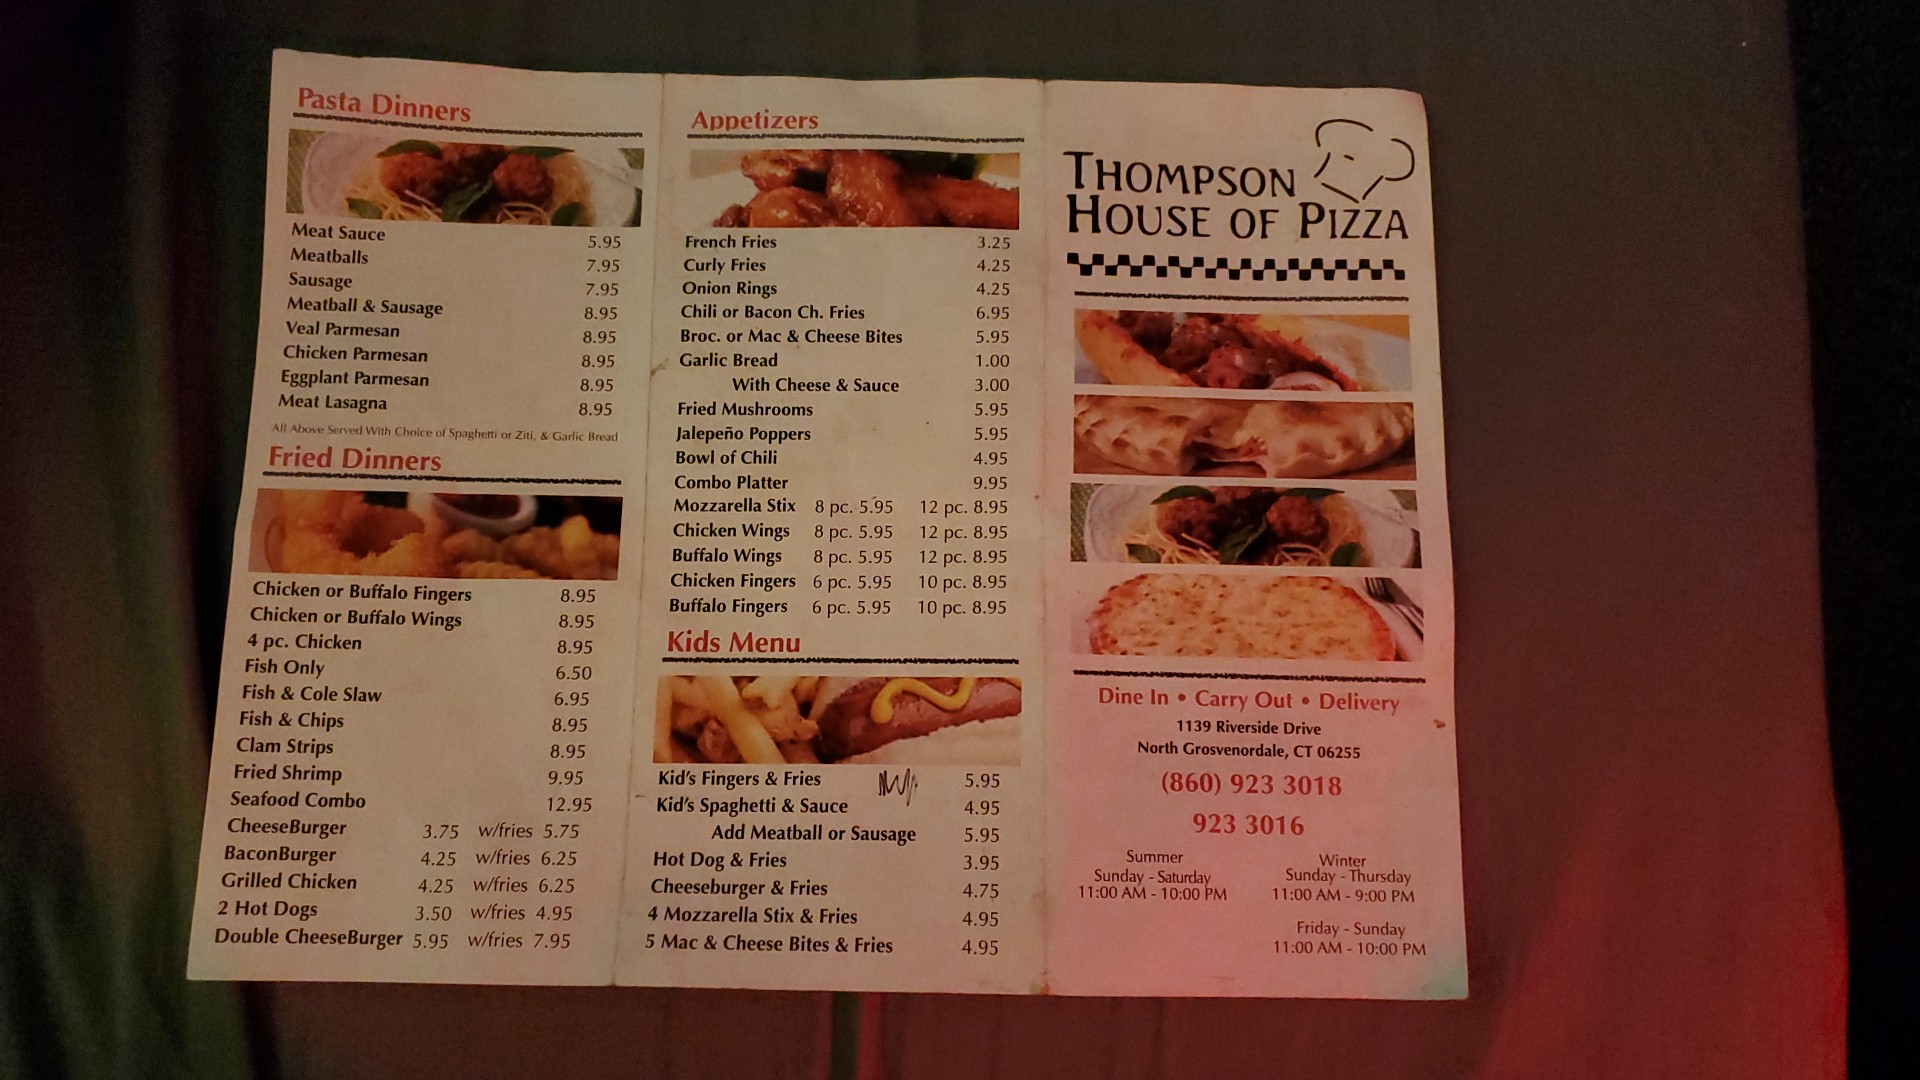 Pasta Dinners
Meat Sauce 5.95
Meatballs 7.95
Sausage 7.95
Meatball & Sausage 8.95
Veal Parmesan 8.95
Chicken Parmesan 8.95
Eggplant Parmesan 8.95
Meat Lasagna 8.95
All Above Served With Choice of Spaghetti or Ziti, & Garlic Bread
Fried Dinners
Chicken or Buffalo Fingers 8.95
Chicken or Buffalo Wings 8.95
4 pc. Chicken 8.95
Fish Only 6.50
Fish & Cole Slaw 6.95
Fish & Chips 8.95
Clam Strips 8.95
Fried Shrimp 9.95
Seafood Combo 12.95
CheeseBurger 3.75 w/fries 5.75
BaconBurger 4.25 w/fries 6.25
Grilled Chicken 4.25 w/fries 6.25
2 Hot Dogs 3.50 w/fries 4.95
Double CheeseBurger 5.95 w/fries 7.95
Appetizers
French Fries 3.25
Curly Fries 4.25
Onion Rings 4.25
Chili or Bacon Ch. Fries 6.95
Broc. or Mac & Cheese Bites 5.95
Garlic Bread 1.00
With Cheese & Sauce 3.00
Fried Mushrooms 5.95
Jalepeño Poppers 5.95
Bowl of Chili 4.95
Combo Platter 9.95
Mozzarella Stix 8 pc. 5.95 12 pc. 8.95
Chicken Wings 8 pc. 5.95 12 pc. 8.95
Buffalo Wings 8 pc. 5.95 12 pc. 8.95
Chicken Fingers 6 pc. 5.95 10 pc. 8.95
Buffalo Fingers 6 pc. 5.95 10 pc. 8.95
Kids Menu
Kid's Fingers & Fries 5.95
Kid's Spaghetti & Sauce 4.95
Add Meatball or Sausage 5.95
Hot Dog & Fries 3.95
Cheeseburger & Fries 4.75
4 Mozzarella Stix & Fries 4.95
5 Mac & Cheese Bites & Fries 4.95
THOMPSON
HOUSE OF PIZZA
Dine In • Carry Out • Delivery
1139 Riverside Drive
North Grosvenordale, CT 06255
(860) 923 3018
923 3016
Summer
Sunday - Saturday
11:00 AM - 10:00 PM
Winter
Sunday - Thursday
11:00 AM - 9:00 PM
Friday - Sunday
11:00 AM - 10:00 PM